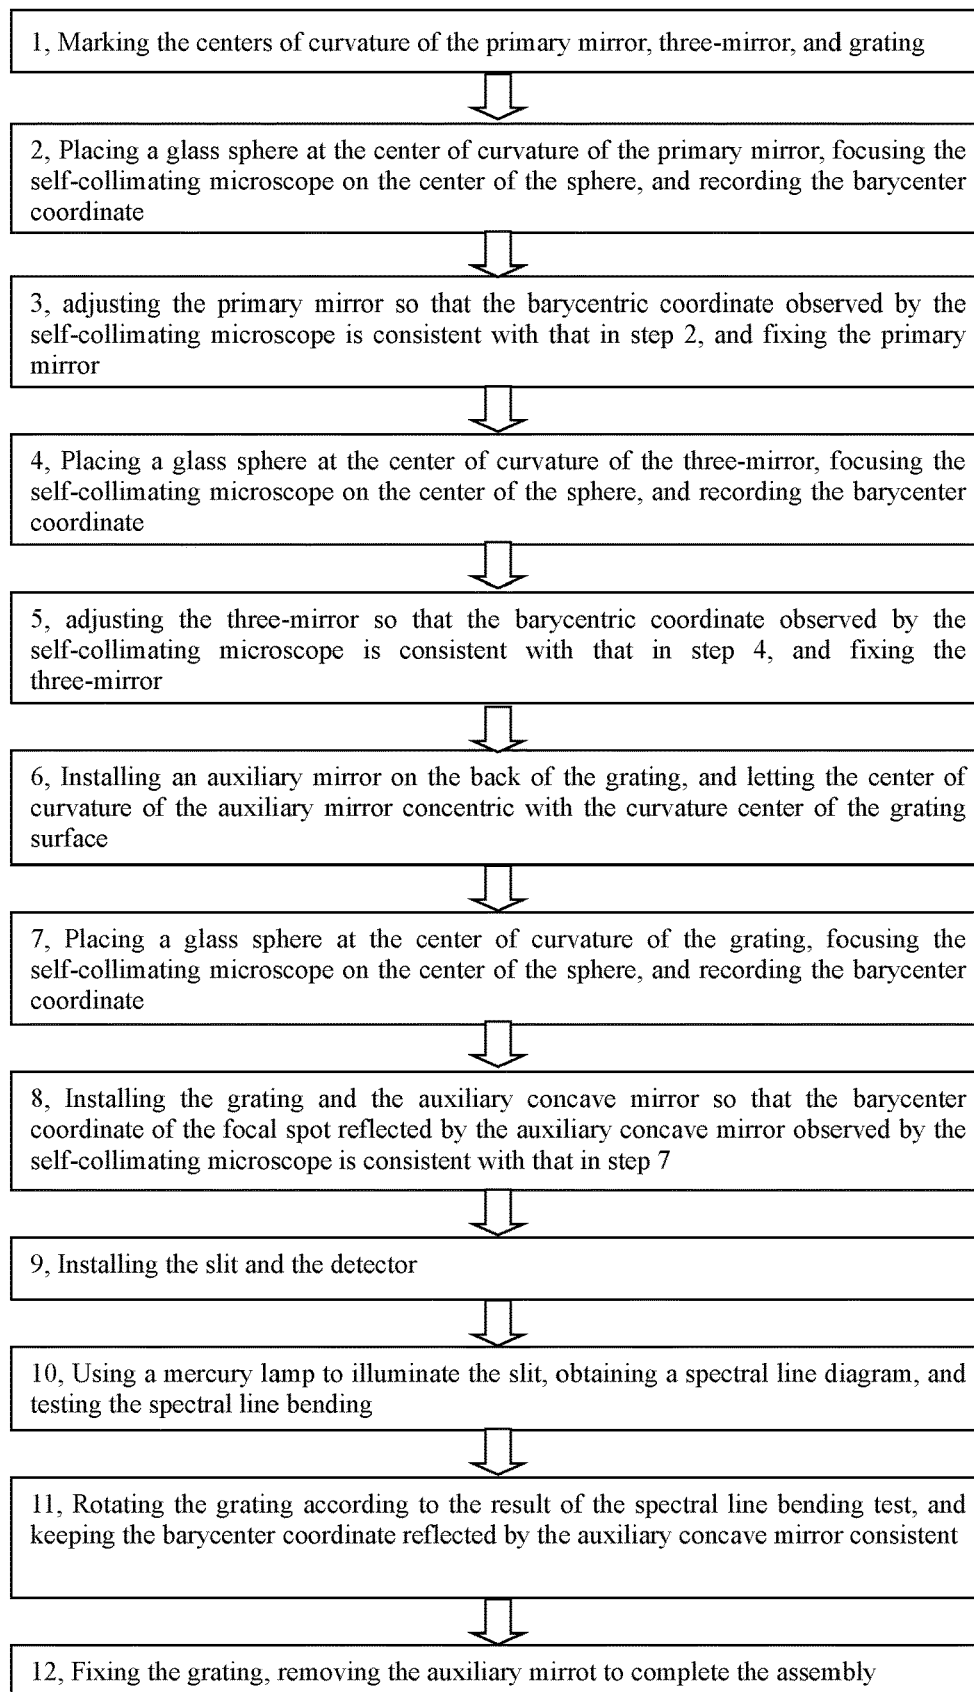 1, Marking the centers of curvature of the primary mirror, three-mirror, and grating
2, Placing a glass sphere at the center of curvature of the primary mirror, focusing the
self-collimating microscope on the center of the sphere, and recording the barycenter
coordinate
3, adjusting the primary mirror so that the barycentric coordinate observed by the
self-collimating microscope is consistent with that in step 2, and fixing the primary
mirror
4, Placing a glass sphere at the center of curvature of the three-mirror, focusing the
self-collimating microscope on the center of the sphere, and recording the barycenter
coordinate
5, adjusting the three-mirror so that the barycentric coordinate observed by the
self-collimating microscope is consistent with that in step 4, and fixing the
three-mirror
6, Installing an auxiliary mirror on the back of the grating, and letting the center of
curvature of the auxiliary mirror concentric with the curvature center of the grating
surface
7, Placing a glass sphere at the center of curvature of the grating, focusing the
self-collimating microscope on the center of the sphere, and recording the barycenter
coordinate
8, Installing the grating and the auxiliary concave mirror so that the barycenter
coordinate of the focal spot reflected by the auxiliary concave mirror observed by the
self-collimating microscope is consistent with that in step 7
9, Installing the slit and the detector
10, Using a mercury lamp to illuminate the slit, obtaining a spectral line diagram, and
testing the spectral line bending
11, Rotating the grating according to the result of the spectral line bending test, and
keeping the barycenter coordinate reflected by the auxiliary concave mirror consistent
12, Fixing the grating, removing the auxiliary mirrot to complete the assembly